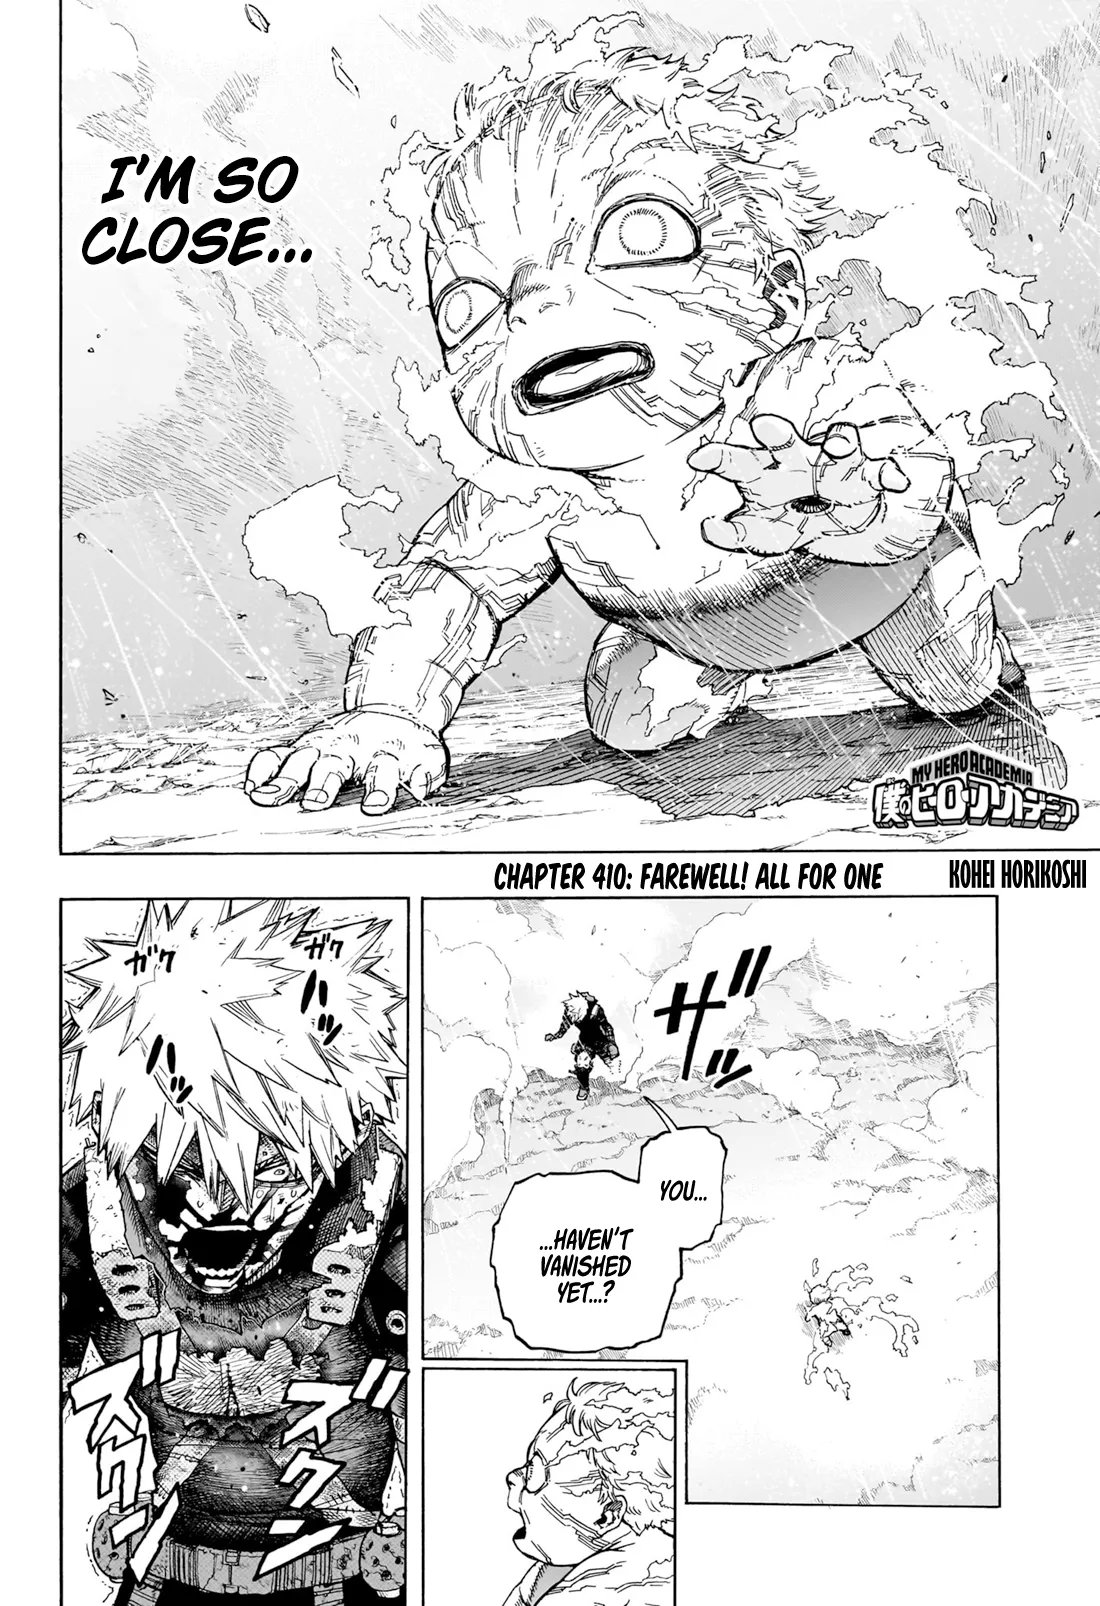 I'M SO
CLOSE...
MY HERO ACADEMIA
僕のヒーローアカデミア
CHAPTER 410: FAREWELL! ALL FOR ONE
KOHEI HORIKOSHI
ザッ
YOU...
...HAVEN'T
VANISHED
YET...?
ガク
ガク
ハッ
ハッ
ズグン
ズグン